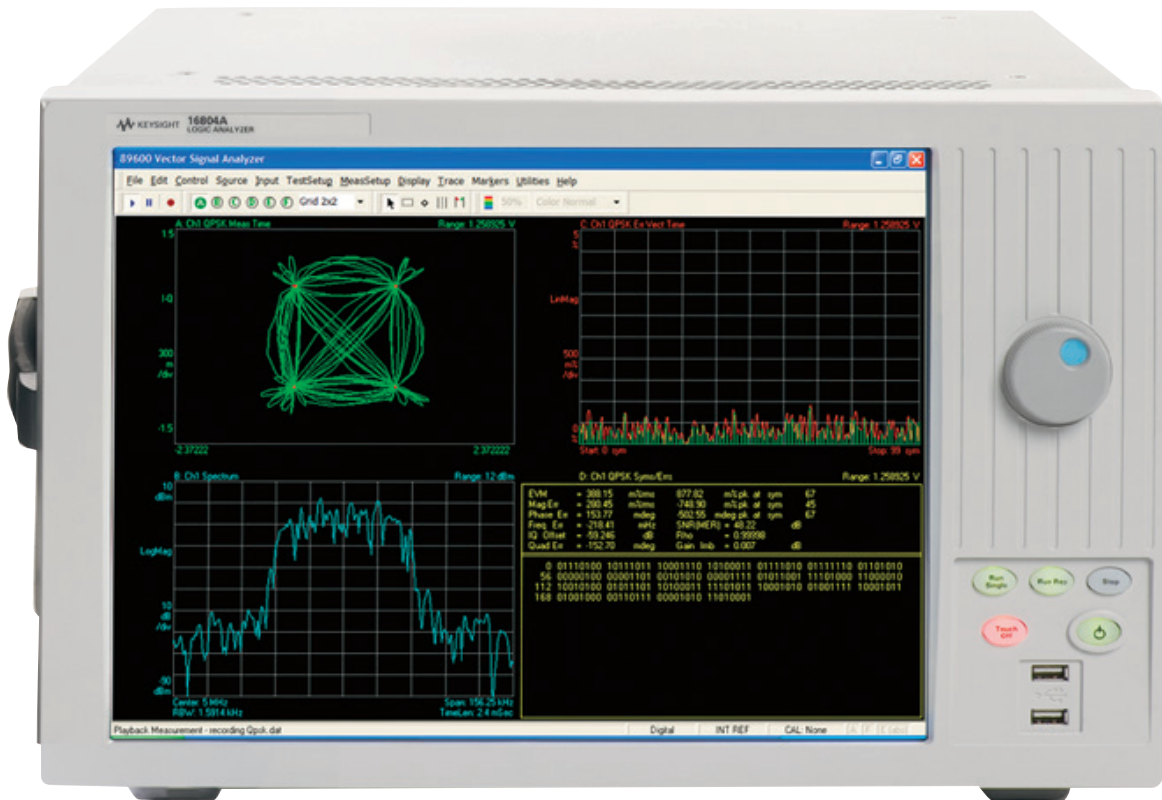 KEYSIGHT 16804A
LOGIC ANALYZER
89600 Vector Signal Analyzer
File Edit Control Source Input TestSetup MeasSetup Display Trace Markers Utilities Help
A B C D E F Grid 2x2 50% Color Normal
A: Ch1 QPSK Meas Time Range: 1.258925 V
1.5
I-Q
300
m
/div
-1.5
-2.37222 2.372222
C: Ch1 QPSK Err Vect Time Range: 1.258925 V
LinMag
500
m%
/div
Start: 0 sym Stop: 99 sym
B: Ch1 Spectrum Range: 12 dBm
10
dBm
LogMag
10
dB
/div
-90
dBm
Center: 5 MHz Span: 156.25 kHz
RBW: 1.5914 kHz TimeLen: 2.4 mSec
D: Ch1 QPSK Syms/Errs Range: 1.258925 V
EVM = 388.15 m%rms 877.82 m% pk at sym 67
Mag Err = 280.45 m%rms -748.90 m% pk at sym 45
Phase Err = 153.77 mdeg -502.55 mdeg pk at sym 67
Freq Err = -218.41 mHz SNR(MER) = 48.22 dB
IQ Offset = -59.246 dB Rho = 0.99998
Quad Err = -152.70 mdeg Gain Imb = 0.007 dB
0 01110100 10111011 10001110 10100011 01111010 01111110 01101010
56 00000100 00001101 00101010 00001111 01011001 11101000 11000010
112 10010100 01011101 10100011 11101011 10001010 01001111 10001011
168 01001000 00110111 00001010 11010001
Playback Measurement - recording Qpsk.dat Digital INT REF CAL: None
Run
Single
Run Rep
Stop
Touch
Off